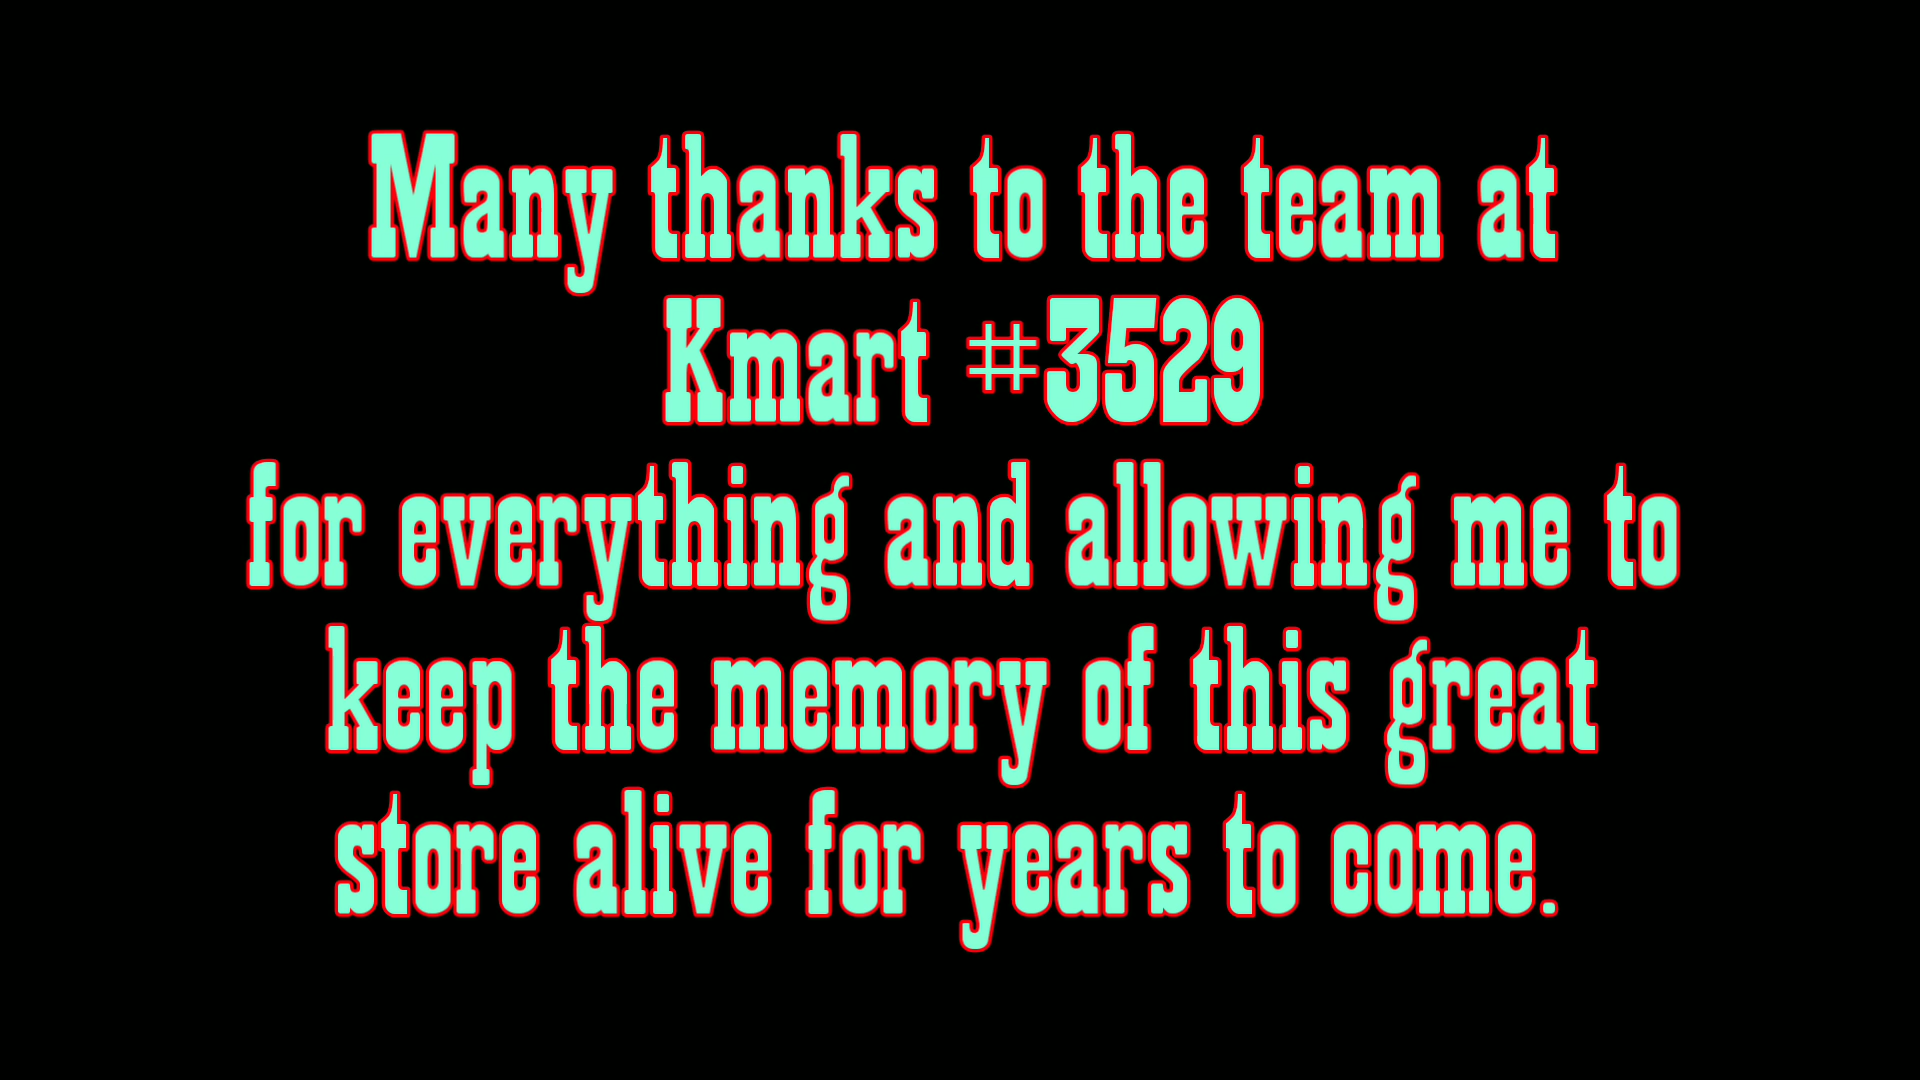 Many thanks to the team at
Kmart #3529
for everything and allowing me to
keep the memory of this great
store alive for years to come.